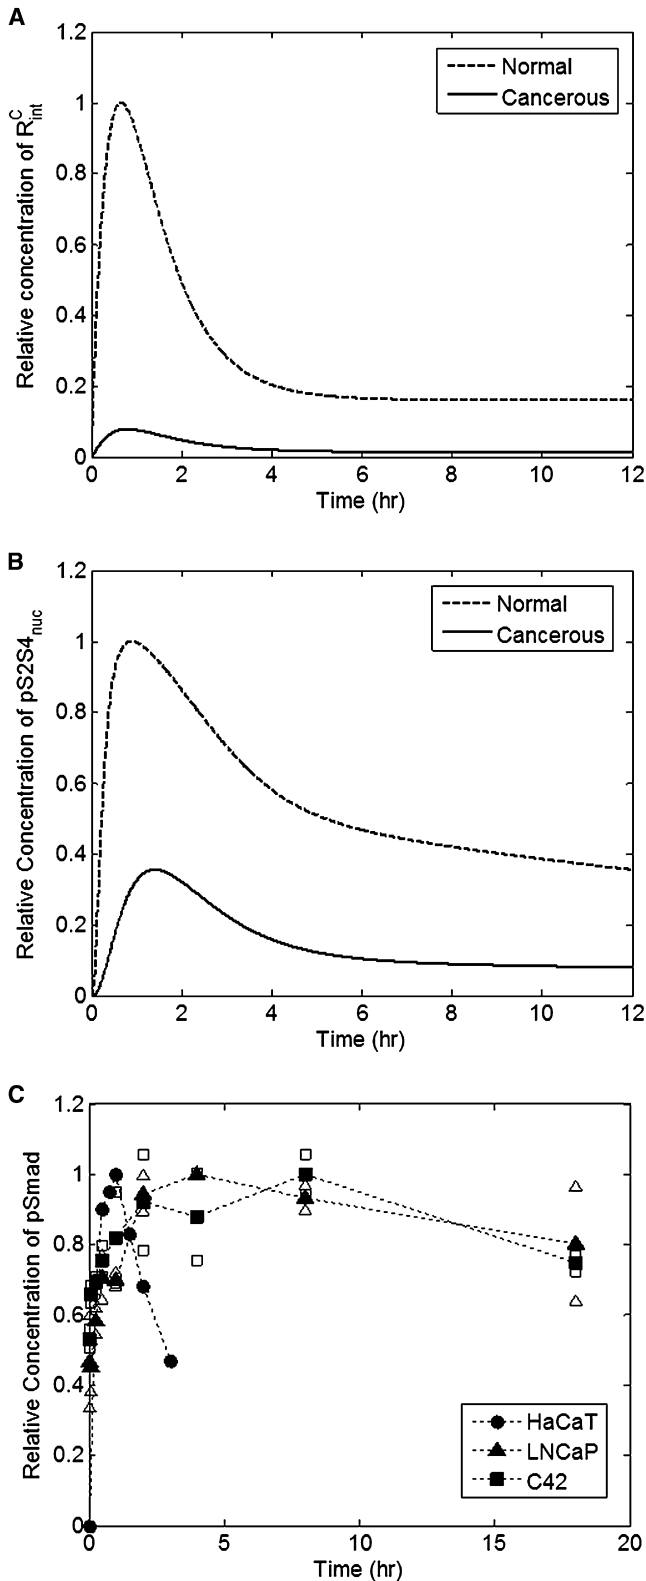 A
Relative concentration of R^C_int
1.2
1
0.8
0.6
0.4
0.2
0
Normal
Cancerous
0 2 4 6 8 10 12
Time (hr)
B
Relative Concentration of pS2S4_nuc
1.2
1
0.8
0.6
0.4
0.2
0
Normal
Cancerous
0 2 4 6 8 10 12
Time (hr)
C
Relative Concentration of pSmad
1.2
1
0.8
0.6
0.4
0.2
0
HaCaT
LNCaP
C42
0 5 10 15 20
Time (hr)